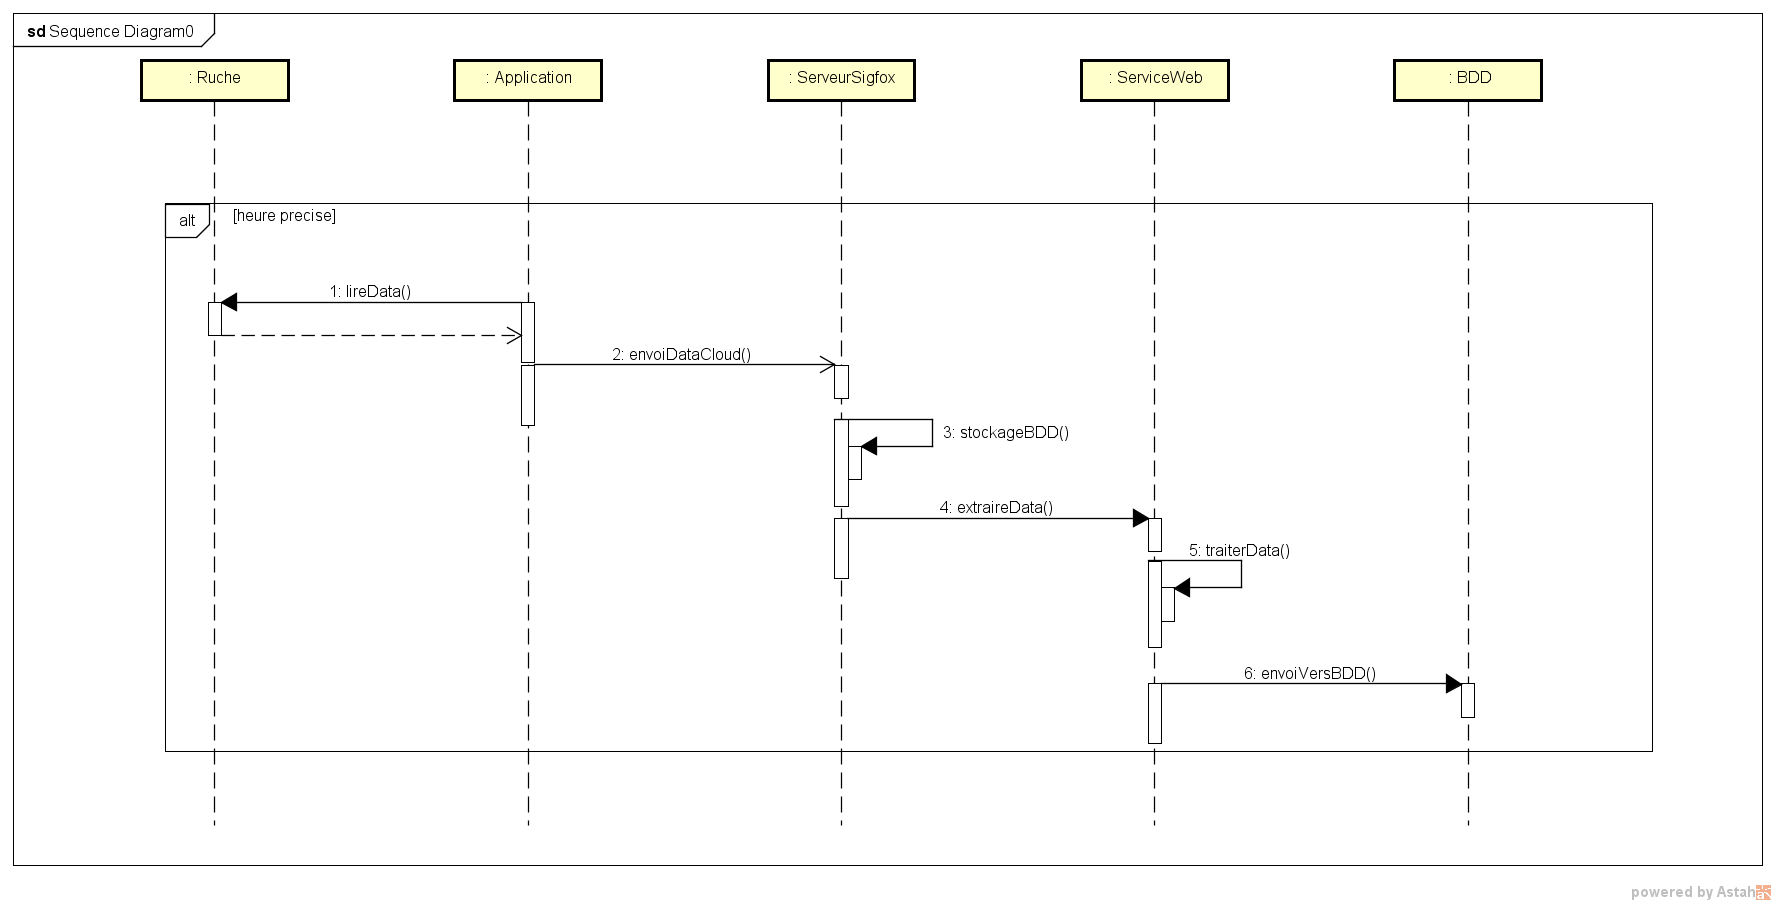 sd Sequence Diagram0
: Ruche
: Application
: ServeurSigfox
: ServiceWeb
: BDD
alt
[heure precise]
1: lireData()
2: envoiDataCloud()
3: stockageBDD()
4: extraireData()
5: traiterData()
6: envoiVersBDD()
powered by Astah